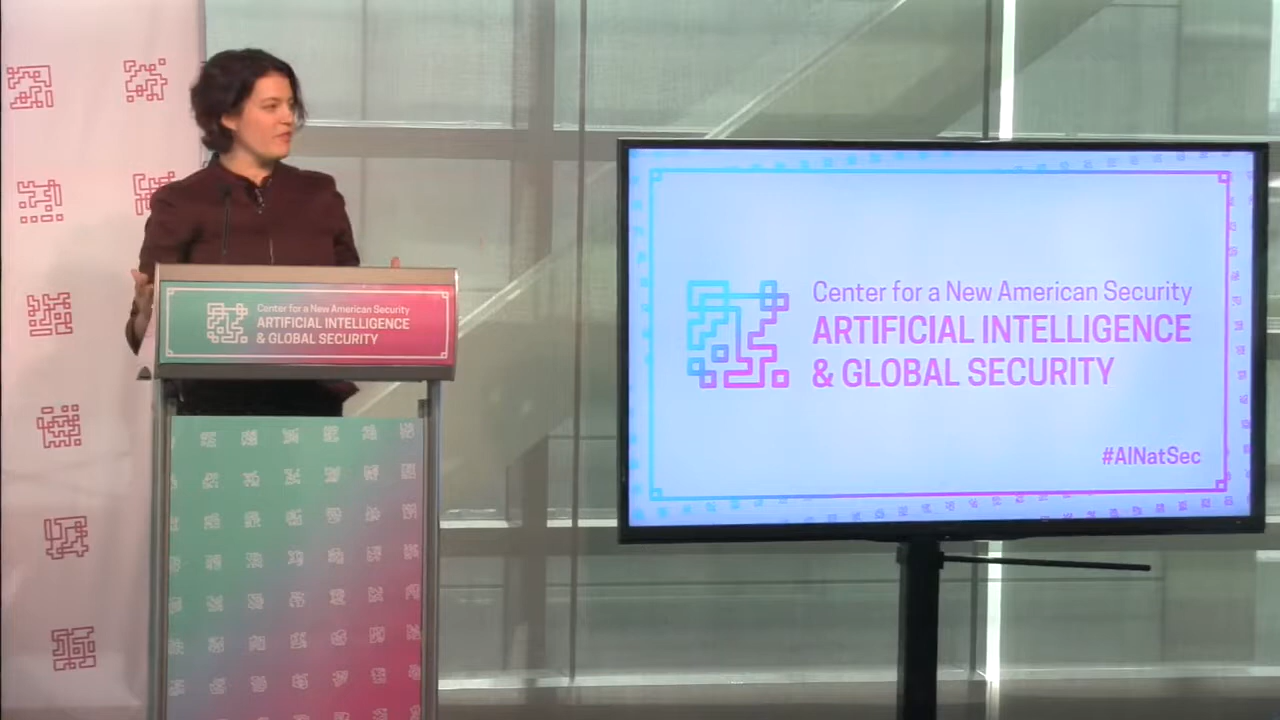 Center for a New American Security
ARTIFICIAL INTELLIGENCE
& GLOBAL SECURITY
Center for a New American Security
ARTIFICIAL INTELLIGENCE
& GLOBAL SECURITY
#AINatSec